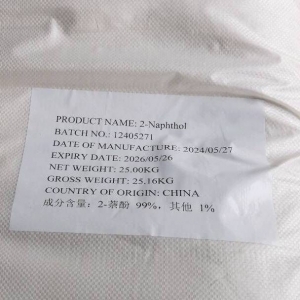 PRODUCT NAME: 2-Naphthol
BATCH NO.: 12405271
DATE OF MANUFACTURE: 2024/05/27
EXPIRY DATE: 2026/05/26
NET WEIGHT: 25.00KG
GROSS WEIGHT: 25.16KG
COUNTRY OF ORIGIN: CHINA
成分含量: 2-萘酚 99%, 其他 1%